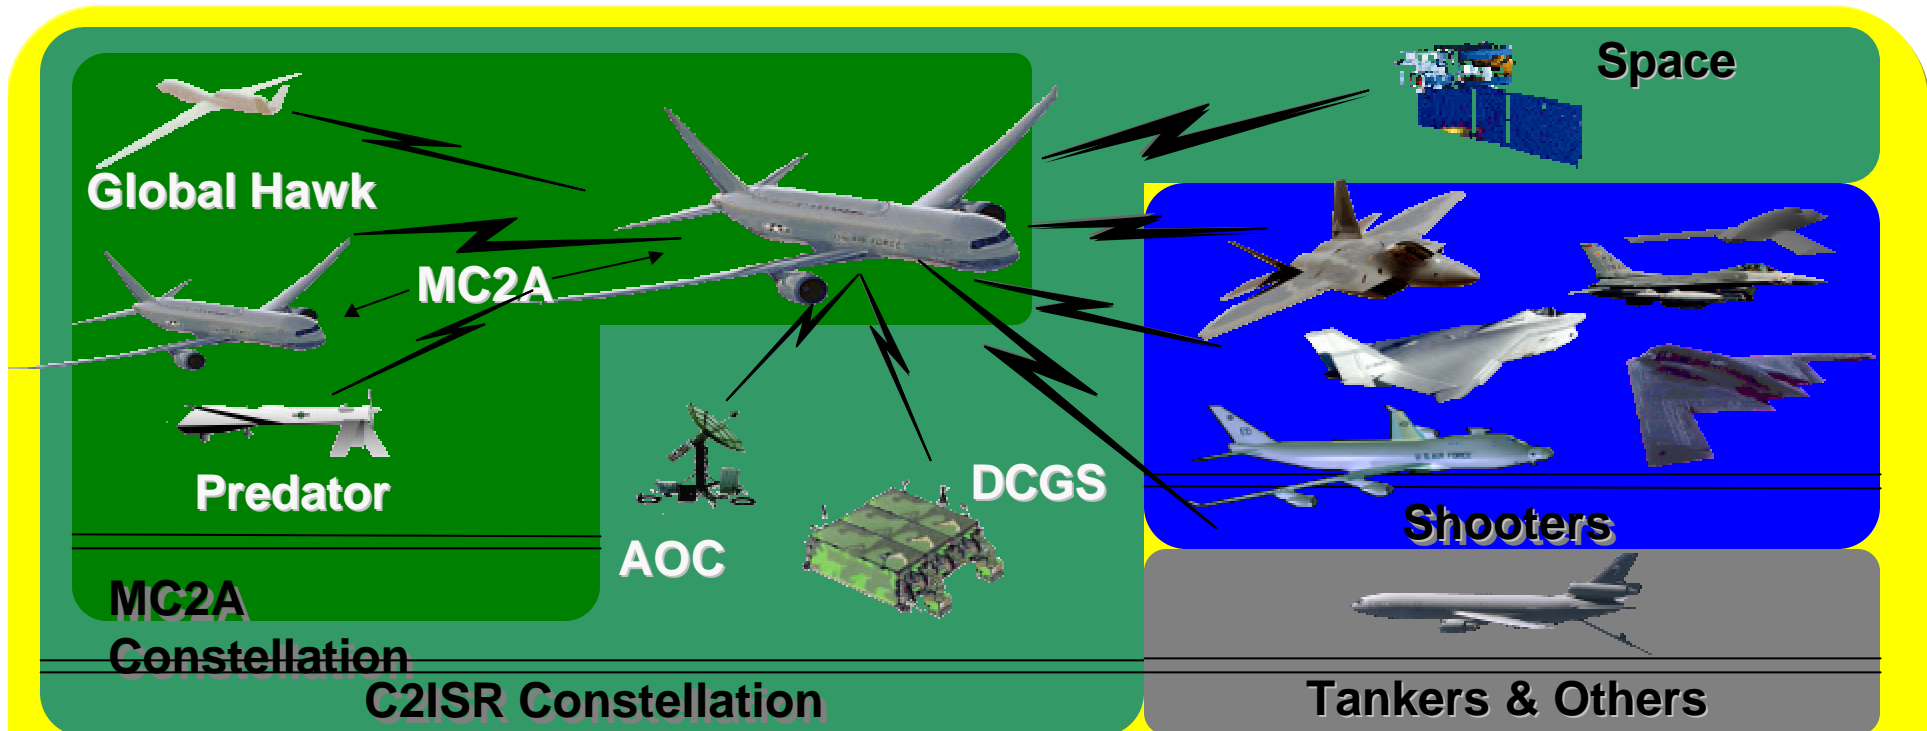 Space
Global Hawk
MC2A
Predator
DCGS
Shooters
AOC
MC2A
Constellation
C2ISR Constellation
Tankers & Others